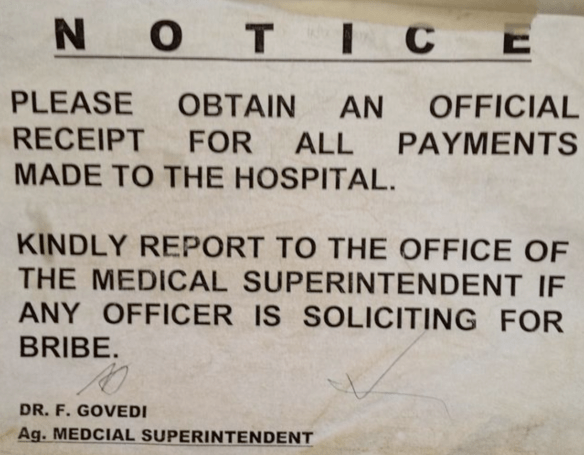 N O T I C E
PLEASE OBTAIN AN OFFICIAL
RECEIPT FOR ALL PAYMENTS
MADE TO THE HOSPITAL.
KINDLY REPORT TO THE OFFICE OF
THE MEDICAL SUPERINTENDENT IF
ANY OFFICER IS SOLICITING FOR
BRIBE.
DR. F. GOVEDI
Ag. MEDCIAL SUPERINTENDENT